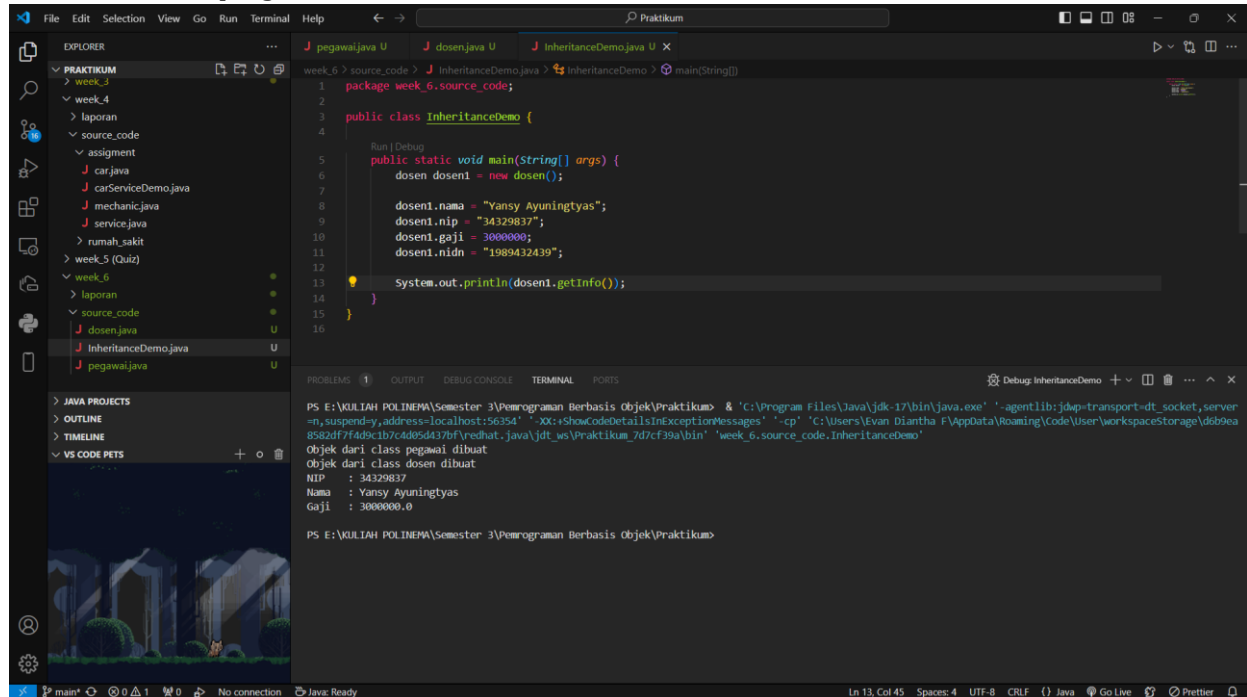 File Edit Selection View Go Run Terminal Help
Praktikum
EXPLORER
PRAKTIKUM
week_3
week_4
laporan
source_code
assigment
J car.java
J carServiceDemo.java
J mechanic.java
J service.java
rumah_sakit
week_5 (Quiz)
week_6
laporan
source_code
J dosen.java U
J InheritanceDemo.java U
J pegawai.java U
JAVA PROJECTS
OUTLINE
TIMELINE
VS CODE PETS
16
J pegawai.java U J dosen.java U J InheritanceDemo.java U
week_6 > source_code > J InheritanceDemo.java > InheritanceDemo > main(String[])
1 package week_6.source_code;
2
3 public class InheritanceDemo {
4
Run | Debug
5 public static void main(String[] args) {
6 dosen dosen1 = new dosen();
7
8 dosen1.nama = "Yansy Ayuningtyas";
9 dosen1.nip = "34329837";
10 dosen1.gaji = 3000000;
11 dosen1.nidn = "1989432439";
12
13 System.out.println(dosen1.getInfo());
14 }
15 }
16
PROBLEMS 1 OUTPUT DEBUG CONSOLE TERMINAL PORTS
Debug: InheritanceDemo
PS E:\KULIAH POLINEMA\Semester 3\Pemrograman Berbasis Objek\Praktikum> & 'C:\Program Files\Java\jdk-17\bin\java.exe' '-agentlib:jdwp=transport=dt_socket,server
=n,suspend=y,address=localhost:56354' '-XX:+ShowCodeDetailsInExceptionMessages' '-cp' 'C:\Users\Evan Diantha F\AppData\Roaming\Code\User\workspaceStorage\d6b9ea
8582df7f4d9c1b7c4d05d437bf\redhat.java\jdt_ws\Praktikum_7d7cf39a\bin' 'week_6.source_code.InheritanceDemo'
Objek dari class pegawai dibuat
Objek dari class dosen dibuat
NIP : 34329837
Nama : Yansy Ayuningtyas
Gaji : 3000000.0
PS E:\KULIAH POLINEMA\Semester 3\Pemrograman Berbasis Objek\Praktikum>
main* 0 1 0 No connection Java: Ready
Ln 13, Col 45 Spaces: 4 UTF-8 CRLF {} Java Go Live Prettier